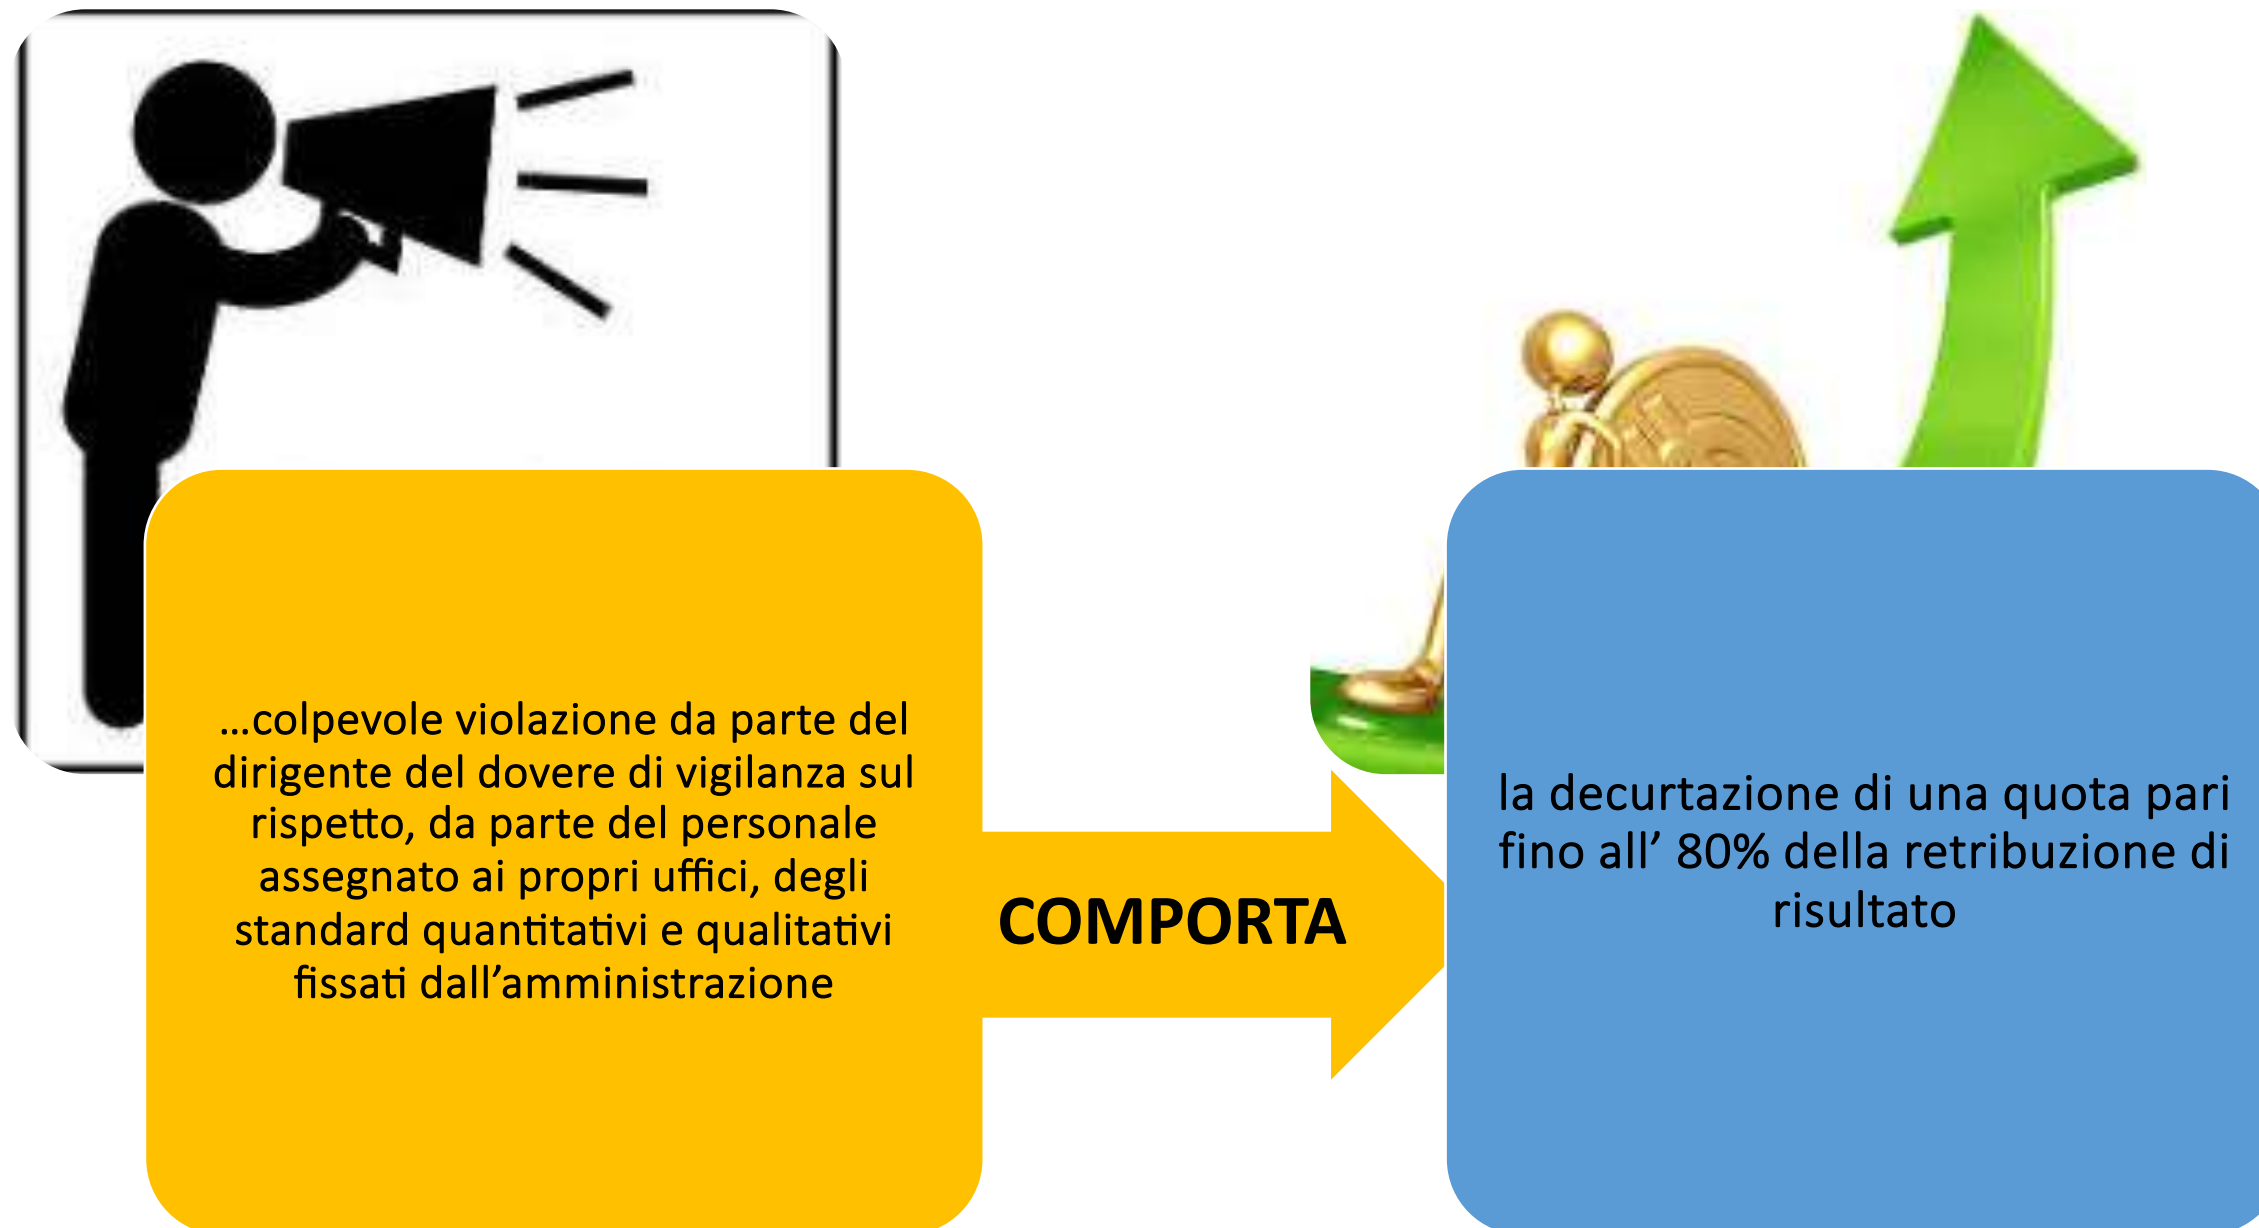 …colpevole violazione da parte del
dirigente del dovere di vigilanza sul
rispetto, da parte del personale
assegnato ai propri uffici, degli
standard quantitativi e qualitativi
fissati dall’amministrazione
COMPORTA
la decurtazione di una quota pari
fino all’ 80% della retribuzione di
risultato